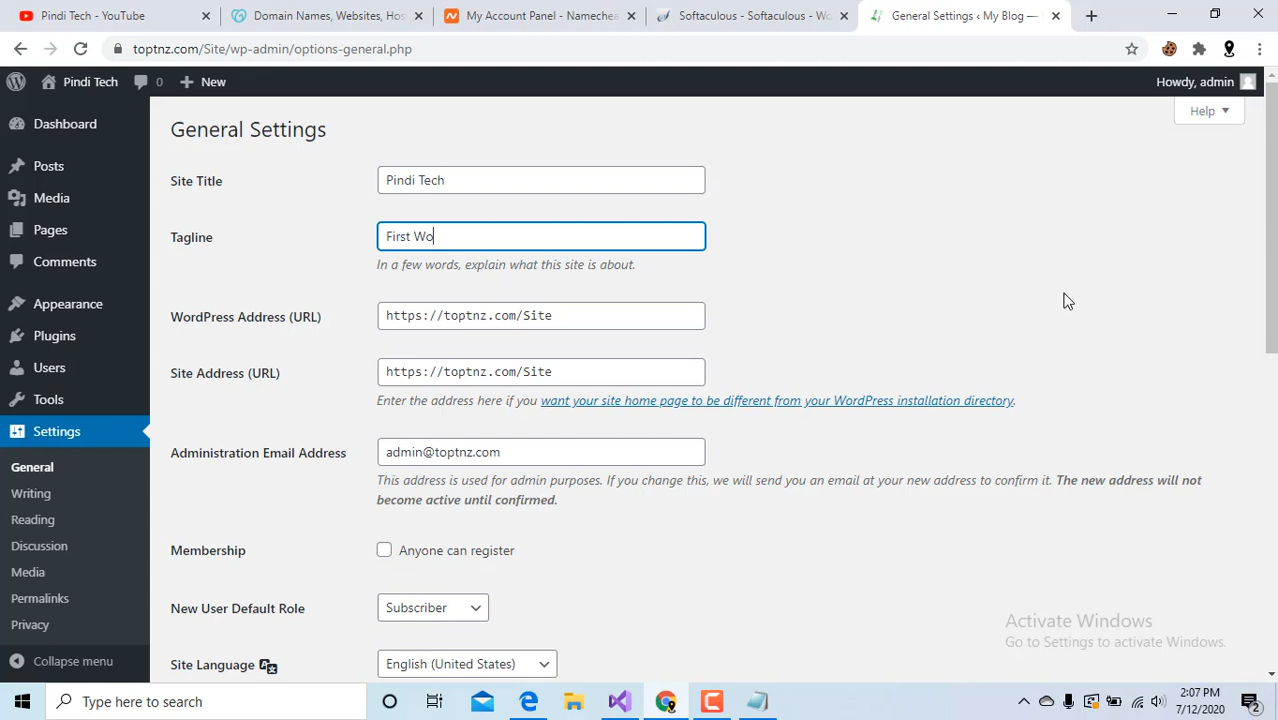 Pindi Tech - YouTube
Domain Names, Websites, Hos
My Account Panel - Namechea
Softaculous - Softaculous - Wo
General Settings ‹ My Blog —
toptnz.com/Site/wp-admin/options-general.php
Pindi Tech
0
New
Howdy, admin
Help
Dashboard
Posts
Media
Pages
Comments
Appearance
Plugins
Users
Tools
Settings
General
Writing
Reading
Discussion
Media
Permalinks
Privacy
Collapse menu
General Settings
Site Title
Pindi Tech
Tagline
First Wo
In a few words, explain what this site is about.
WordPress Address (URL)
https://toptnz.com/Site
Site Address (URL)
https://toptnz.com/Site
Enter the address here if you want your site home page to be different from your WordPress installation directory.
Administration Email Address
admin@toptnz.com
This address is used for admin purposes. If you change this, we will send you an email at your new address to confirm it. The new address will not
become active until confirmed.
Membership
Anyone can register
New User Default Role
Subscriber
Site Language
English (United States)
Activate Windows
Go to Settings to activate Windows.
Type here to search
2:07 PM
7/12/2020
2